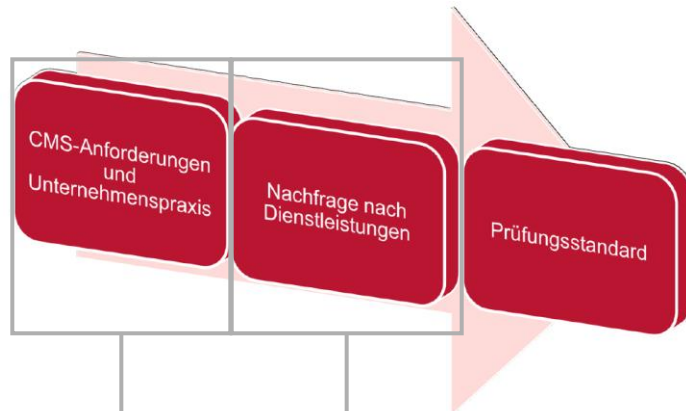 CMS-Anforderungen
und
Unternehmenspraxis
Nachfrage nach
Dienstleistungen
Prüfungsstandard